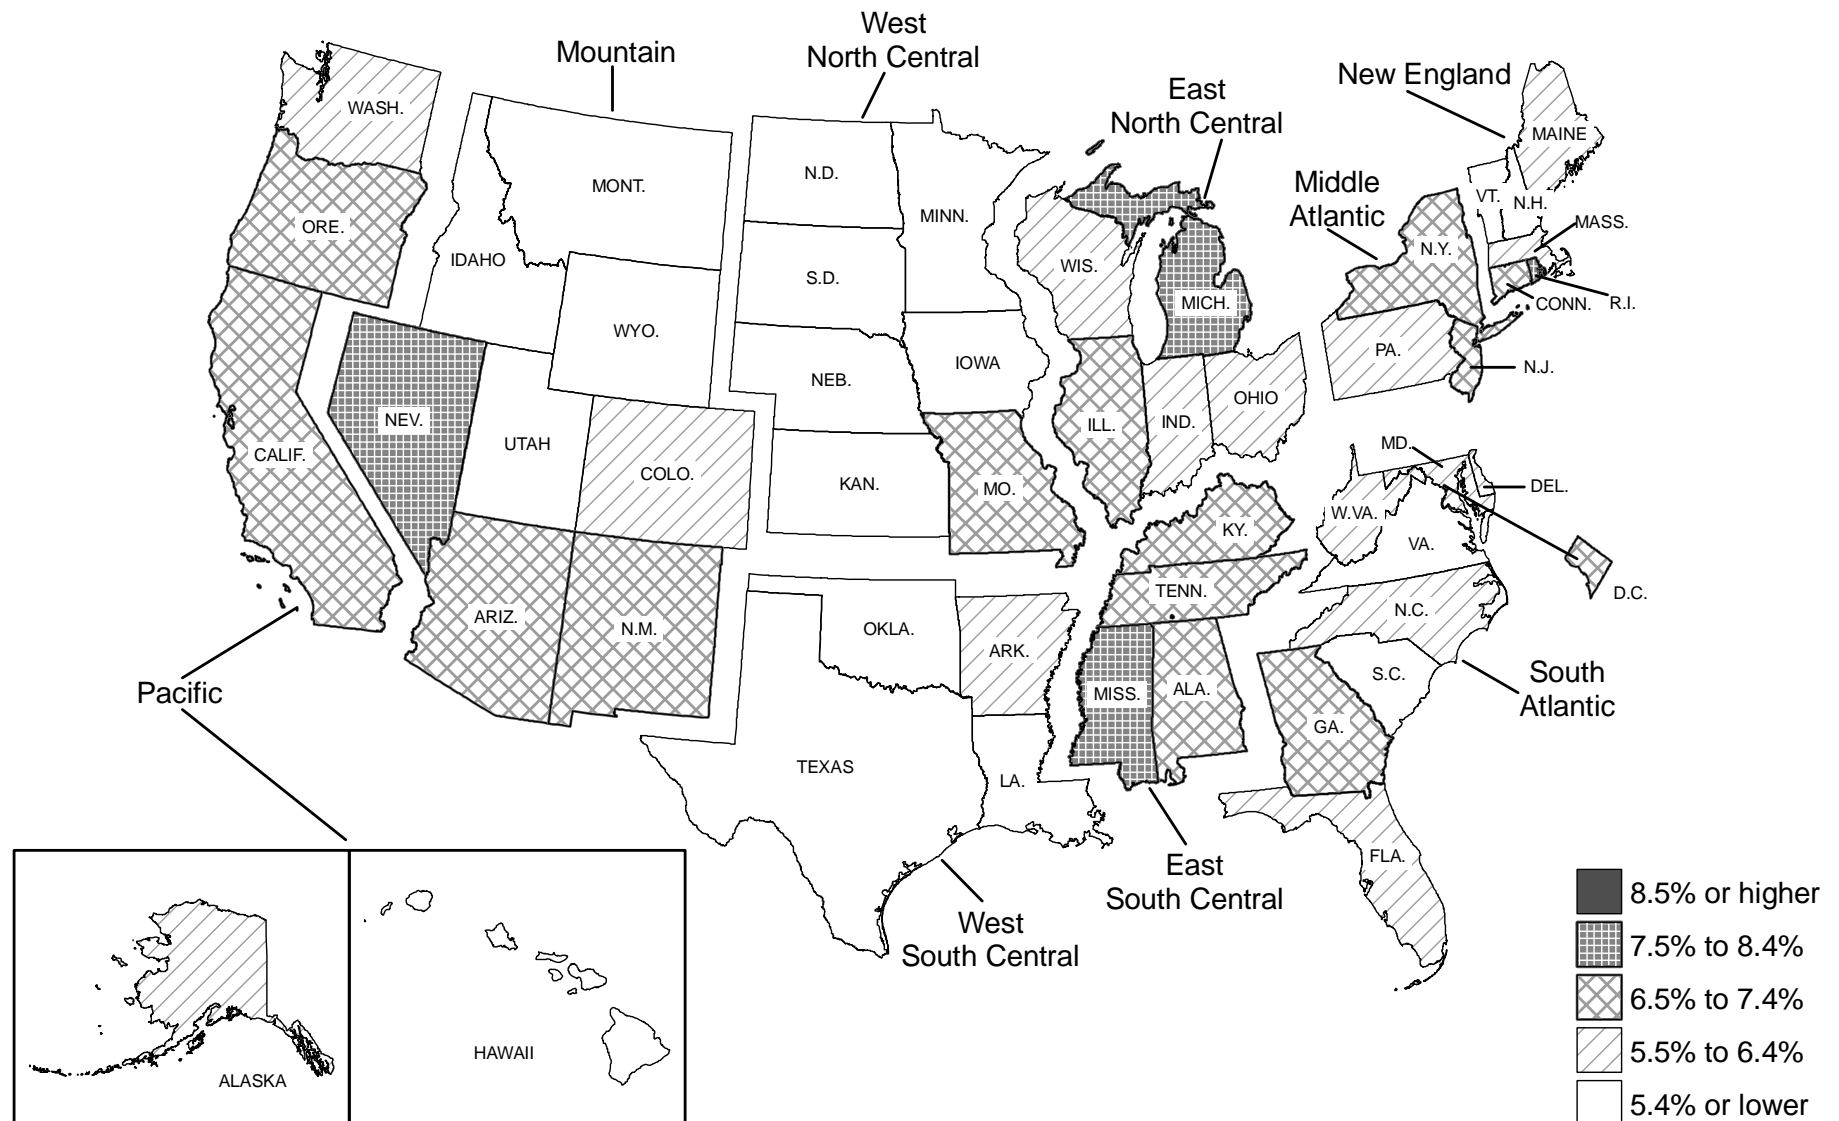 West
North Central
Mountain
New England
East
North Central
WASH.
MAINE
N.D.
MONT.
Middle
Atlantic
VT.
N.H.
MINN.
MASS.
ORE.
N.Y.
IDAHO
WIS.
S.D.
MICH.
CONN.
R.I.
WYO.
PA.
IOWA
N.J.
NEB.
OHIO
NEV.
IND.
ILL.
UTAH
MD.
CALIF.
COLO.
KAN.
MO.
DEL.
W.VA.
KY.
VA.
TENN.
D.C.
N.C.
ARIZ.
N.M.
OKLA.
ARK.
S.C.
South
Atlantic
Pacific
MISS.
ALA.
GA.
TEXAS
LA.
FLA.
East
South Central
West
South Central
8.5% or higher
7.5% to 8.4%
6.5% to 7.4%
5.5% to 6.4%
5.4% or lower
HAWAII
ALASKA